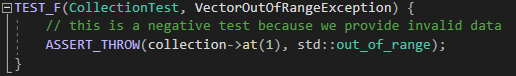 TEST_F(CollectionTest, VectorOutOfRangeException) {
// this is a negative test because we provide invalid data
ASSERT_THROW(collection->at(1), std::out_of_range);
}